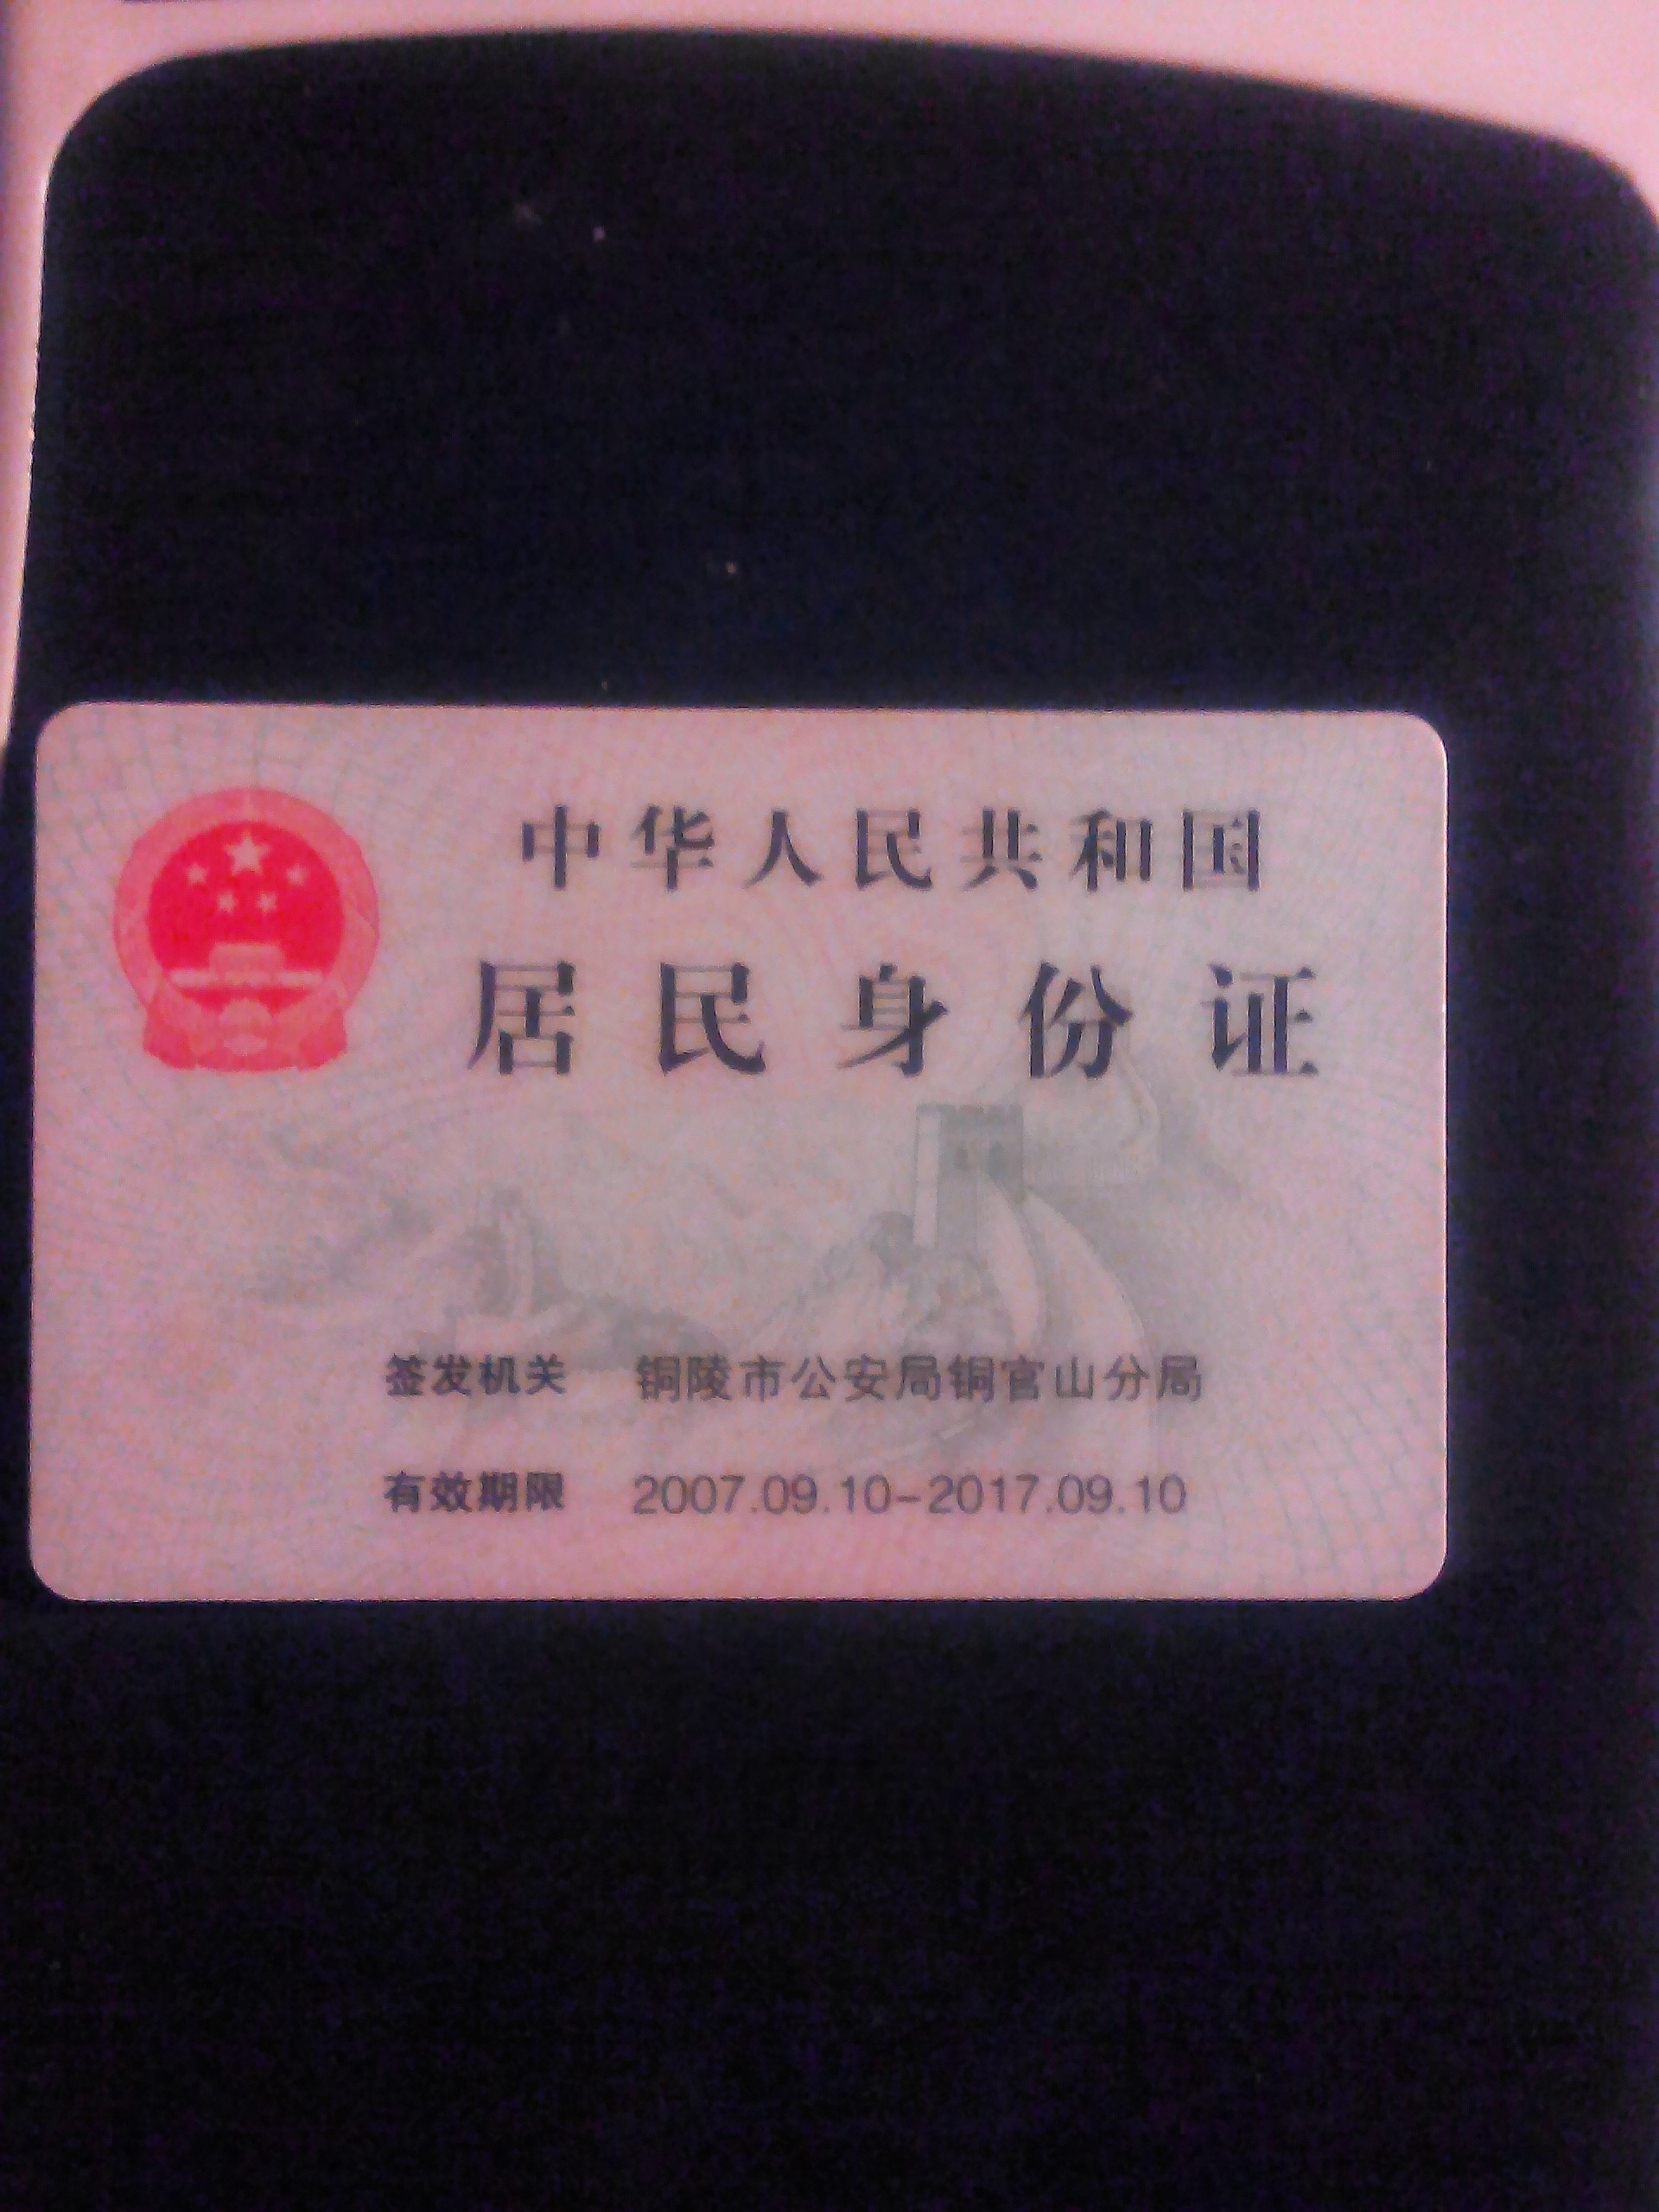 中华人民共和国
居民身份证
签发机关 铜陵市公安局铜官山分局
有效期限 2007.09.10-2017.09.10